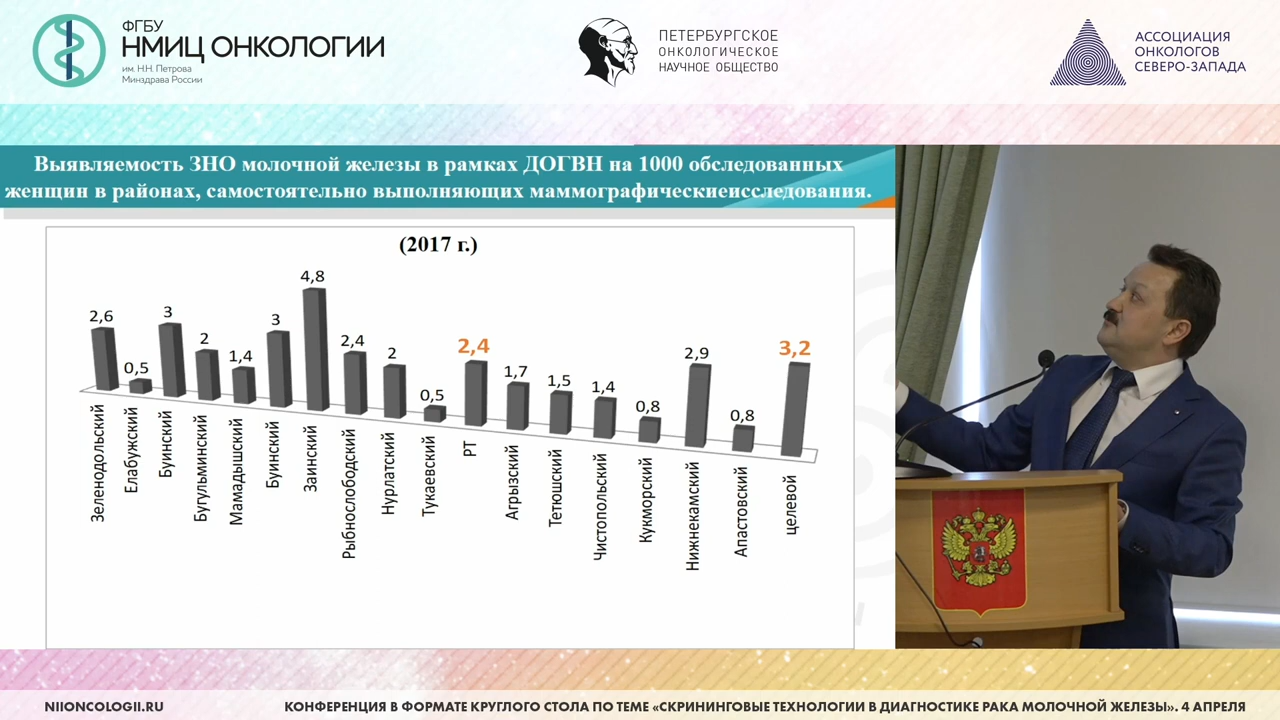 ФГБУ
НМИЦ ОНКОЛОГИИ
им. Н.Н. Петрова
Минздрава России
ПЕТЕРБУРГСКОЕ
ОНКОЛОГИЧЕСКОЕ
НАУЧНОЕ ОБЩЕСТВО
АССОЦИАЦИЯ
ОНКОЛОГОВ
СЕВЕРО-ЗАПАДА
Выявляемость ЗНО молочной железы в рамках ДОГВН на 1000 обследованных
женщин в районах, самостоятельно выполняющих маммографическиеисследования.
(2017 г.)
2,6
0,5
3
2
1,4
3
4,8
2,4
2
0,5
2,4
1,7
1,5
1,4
0,8
2,9
0,8
3,2
Зеленодольский
Елабужский
Буинский
Бугульминский
Мамадышский
Буинский
Заинский
Рыбнослободский
Нурлатский
Тукаевский
РТ
Агрызский
Тетюшский
Чистопольский
Кукморский
Нижнекамский
Апастовский
целевой
NIIONCOLOGII.RU
КОНФЕРЕНЦИЯ В ФОРМАТЕ КРУГЛОГО СТОЛА ПО ТЕМЕ «СКРИНИНГОВЫЕ ТЕХНОЛОГИИ В ДИАГНОСТИКЕ РАКА МОЛОЧНОЙ ЖЕЛЕЗЫ». 4 АПРЕЛЯ